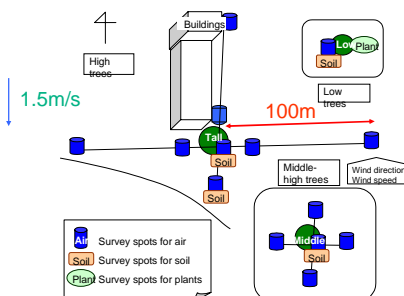 Buildings
High
trees
1.5m/s
Low
Plant
Soil
Low
trees
100m
Tall
Soil
Soil
Middle-
high trees
Wind direction
Wind speed
Middle
Soil
Air
Survey spots for air
Soil
Survey spots for soil
Plant
Survey spots for plants